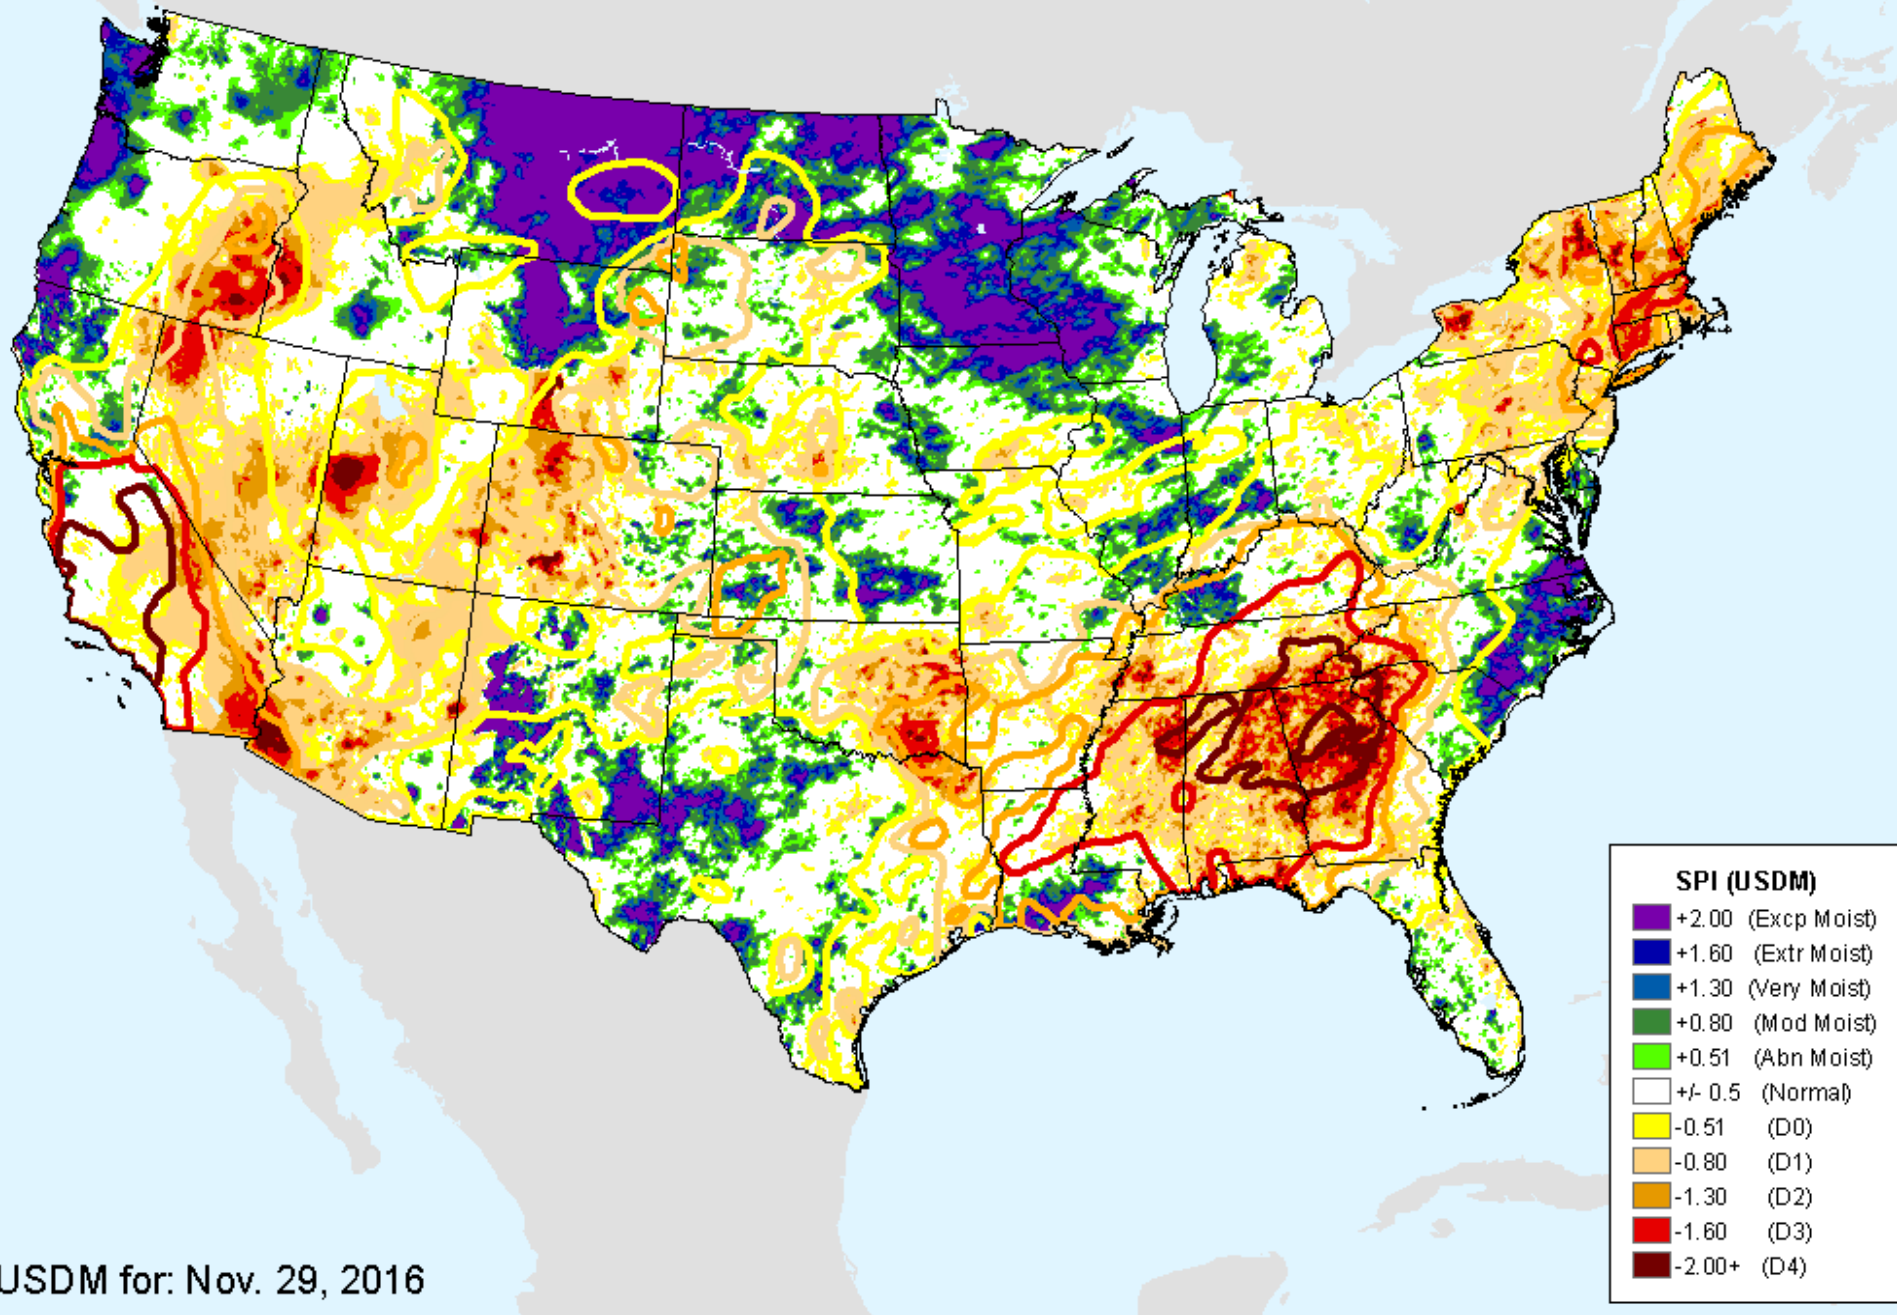 SPI (USDM)
+2.00 (Excp Moist)
+1.60 (Extr Moist)
+1.30 (Very Moist)
+0.80 (Mod Moist)
+0.51 (Abn Moist)
+/- 0.5 (Normal)
-0.51 (D0)
-0.80 (D1)
-1.30 (D2)
-1.60 (D3)
-2.00+ (D4)
USDM for: Nov. 29, 2016